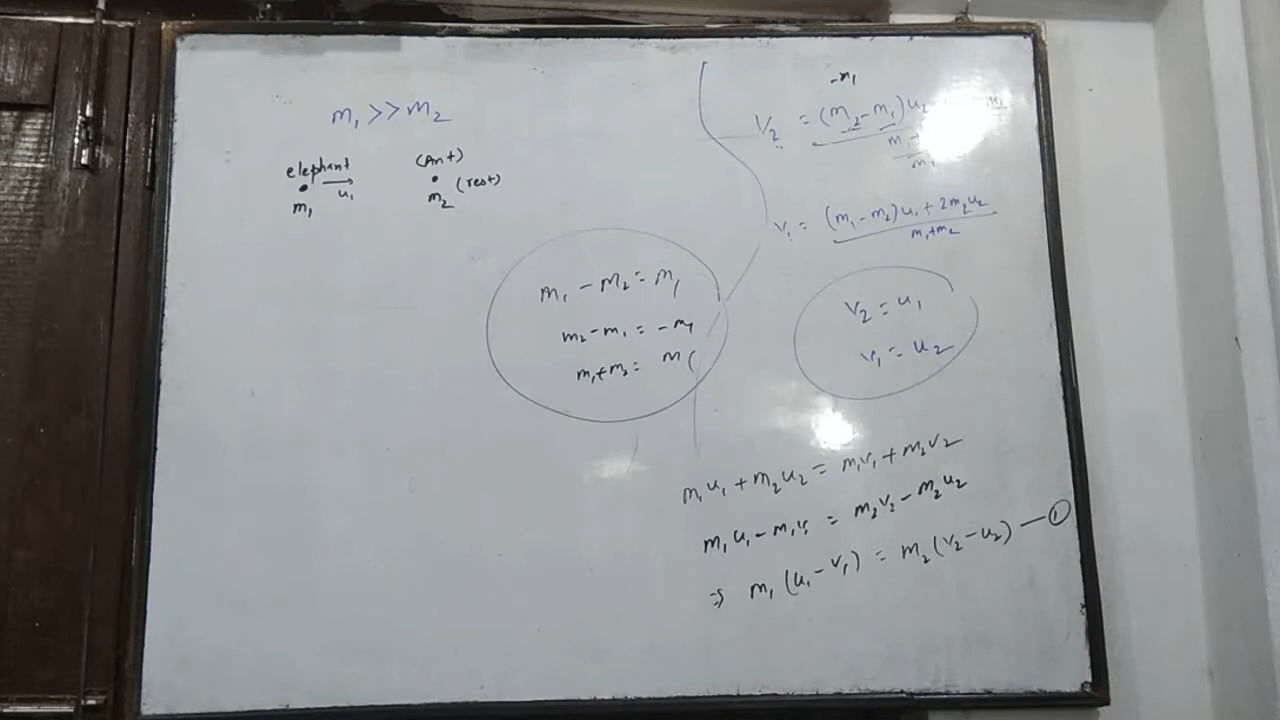 m₁ >> m₂
elephant (Ant)
u₁ (rest)
m₁ m₂
m₁ - m₂ = m₁
m₂ - m₁ = -m₁
m₁+m₂ = m₁
-m₁
V₂ = (m₂-m₁)u₂
m₁
v₁ = (m₁-m₂)u₁ + 2m₂u₂
m₁+m₂
V₂ = u₁
v₁ = u₂
m₁u₁ + m₂u₂ = m₁v₁ + m₂v₂
m₁u₁ - m₁v₁ = m₂v₂ - m₂u₂
⇒ m₁(u₁-v₁) = m₂(v₂-u₂) — ①